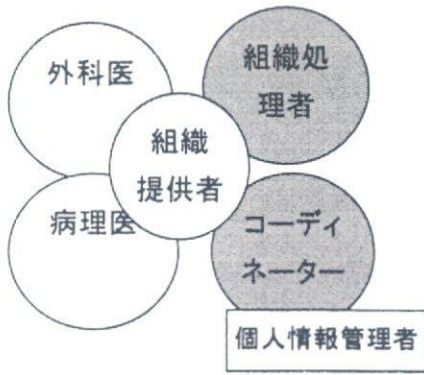 外科医
組織処
理者
組織
提供者
病理医
コーディ
ネーター
個人情報管理者